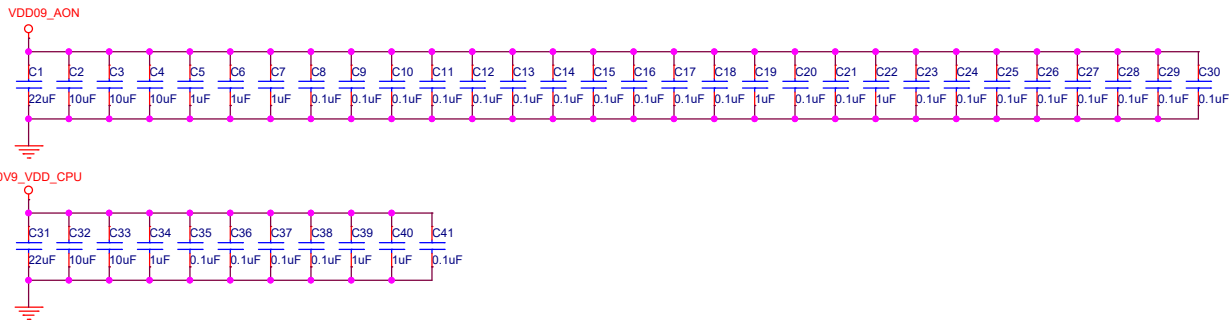 VDD09_AON
C1 C2 C3 C4 C5 C6 C7 C8 C9 C10 C11 C12 C13 C14 C15 C16 C17 C18 C19 C20 C21 C22 C23 C24 C25 C26 C27 C28 C29 C30
22uF 10uF 10uF 10uF 1uF 1uF 1uF 0.1uF 0.1uF 0.1uF 0.1uF 0.1uF 0.1uF 0.1uF 0.1uF 0.1uF 0.1uF 0.1uF 1uF 0.1uF 0.1uF 1uF 0.1uF 0.1uF 0.1uF 0.1uF 0.1uF 0.1uF 0.1uF 0.1uF
0V9_VDD_CPU
C31 C32 C33 C34 C35 C36 C37 C38 C39 C40 C41
22uF 10uF 10uF 1uF 0.1uF 0.1uF 0.1uF 0.1uF 1uF 1uF 0.1uF